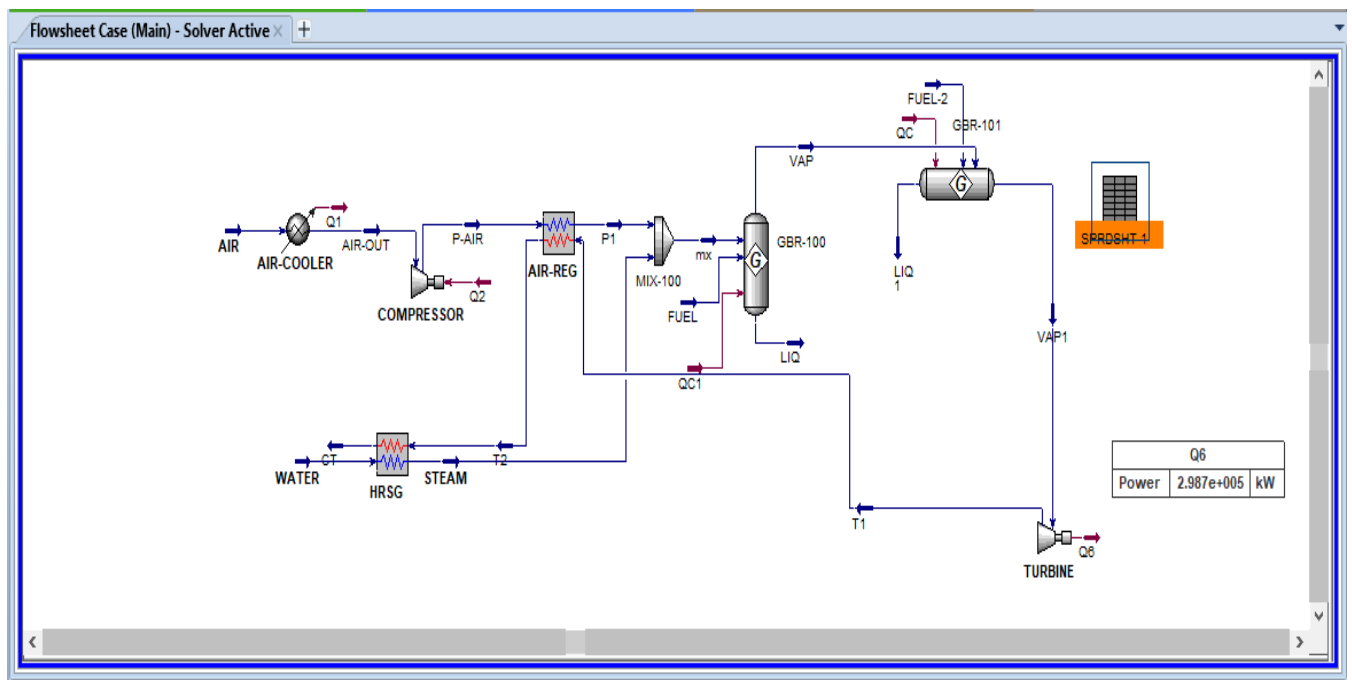 Flowsheet Case (Main) - Solver Active × +
FUEL-2
QC
GBR-101
VAP
G
Q1
AIR
AIR-OUT
P-AIR
P1
AIR-COOLER
mx
GBR-100
G
AIR-REG
MIX-100
LIQ
1
SPRDSHT-1
Q2
COMPRESSOR
FUEL
VAP1
LIQ
QC1
CT
T2
WATER
STEAM
HRSG
Q6
Power 2.987e+005 kW
T1
Q6
TURBINE